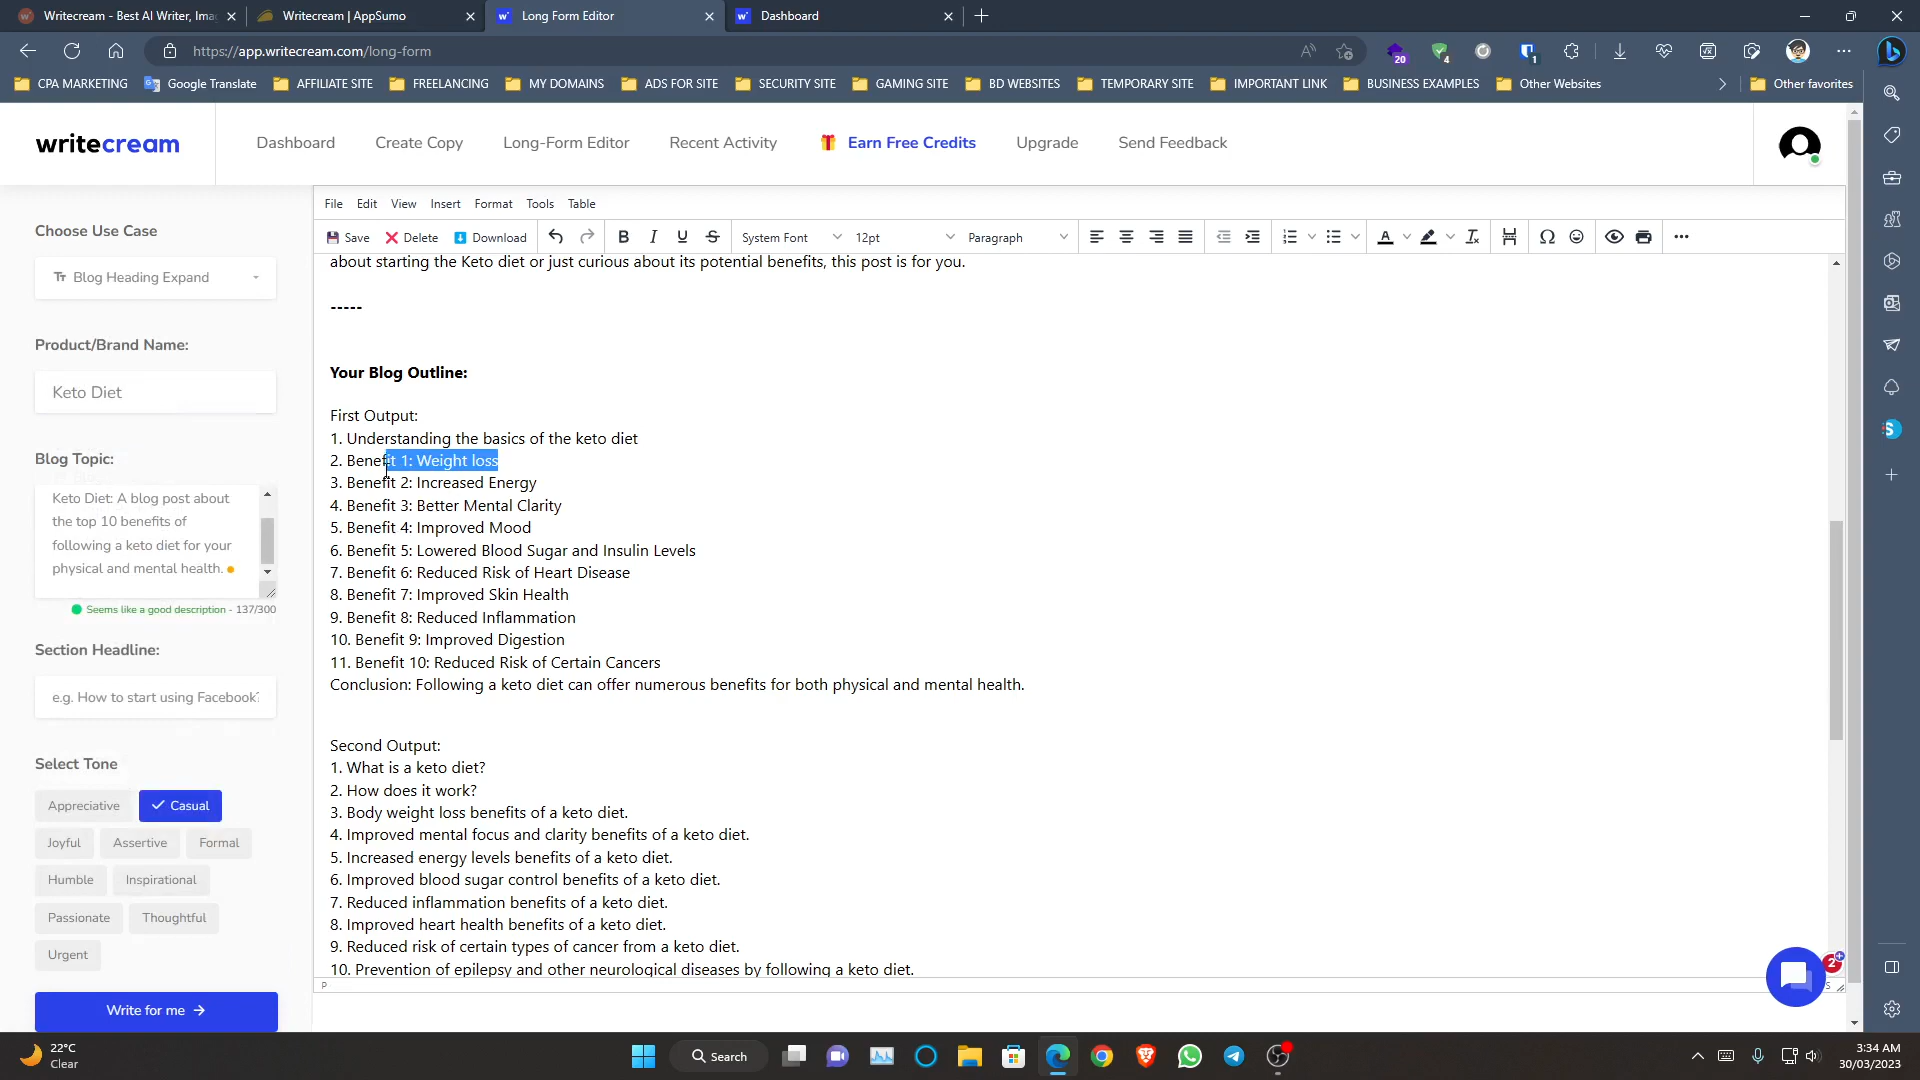 Writecream - Best AI Writer, Ima
Writecream | AppSumo
Long Form Editor
Dashboard
https://app.writecream.com/long-form
20
4
1
CPA MARKETING
Google Translate
AFFILIATE SITE
FREELANCING
MY DOMAINS
ADS FOR SITE
SECURITY SITE
GAMING SITE
BD WEBSITES
TEMPORARY SITE
IMPORTANT LINK
BUSINESS EXAMPLES
Other Websites
Other favorites
writecream
Dashboard
Create Copy
Long-Form Editor
Recent Activity
Earn Free Credits
Upgrade
Send Feedback
File Edit View Insert Format Tools Table
Save Delete Download B I U S System Font 12pt Paragraph
Choose Use Case
Blog Heading Expand
Product/Brand Name:
Keto Diet
Blog Topic:
Keto Diet: A blog post about
the top 10 benefits of
following a keto diet for your
physical and mental health.
Seems like a good description - 137/300
Section Headline:
e.g. How to start using Facebook?
Select Tone
Appreciative Casual
Joyful Assertive Formal
Humble Inspirational
Passionate Thoughtful
Urgent
Write for me
about starting the Keto diet or just curious about its potential benefits, this post is for you.
-----
Your Blog Outline:
First Output:
1. Understanding the basics of the keto diet
2. Benefit 1: Weight loss
3. Benefit 2: Increased Energy
4. Benefit 3: Better Mental Clarity
5. Benefit 4: Improved Mood
6. Benefit 5: Lowered Blood Sugar and Insulin Levels
7. Benefit 6: Reduced Risk of Heart Disease
8. Benefit 7: Improved Skin Health
9. Benefit 8: Reduced Inflammation
10. Benefit 9: Improved Digestion
11. Benefit 10: Reduced Risk of Certain Cancers
Conclusion: Following a keto diet can offer numerous benefits for both physical and mental health.
Second Output:
1. What is a keto diet?
2. How does it work?
3. Body weight loss benefits of a keto diet.
4. Improved mental focus and clarity benefits of a keto diet.
5. Increased energy levels benefits of a keto diet.
6. Improved blood sugar control benefits of a keto diet.
7. Reduced inflammation benefits of a keto diet.
8. Improved heart health benefits of a keto diet.
9. Reduced risk of certain types of cancer from a keto diet.
10. Prevention of epilepsy and other neurological diseases by following a keto diet.
P
2
22°C
Clear
Search
3:34 AM
30/03/2023